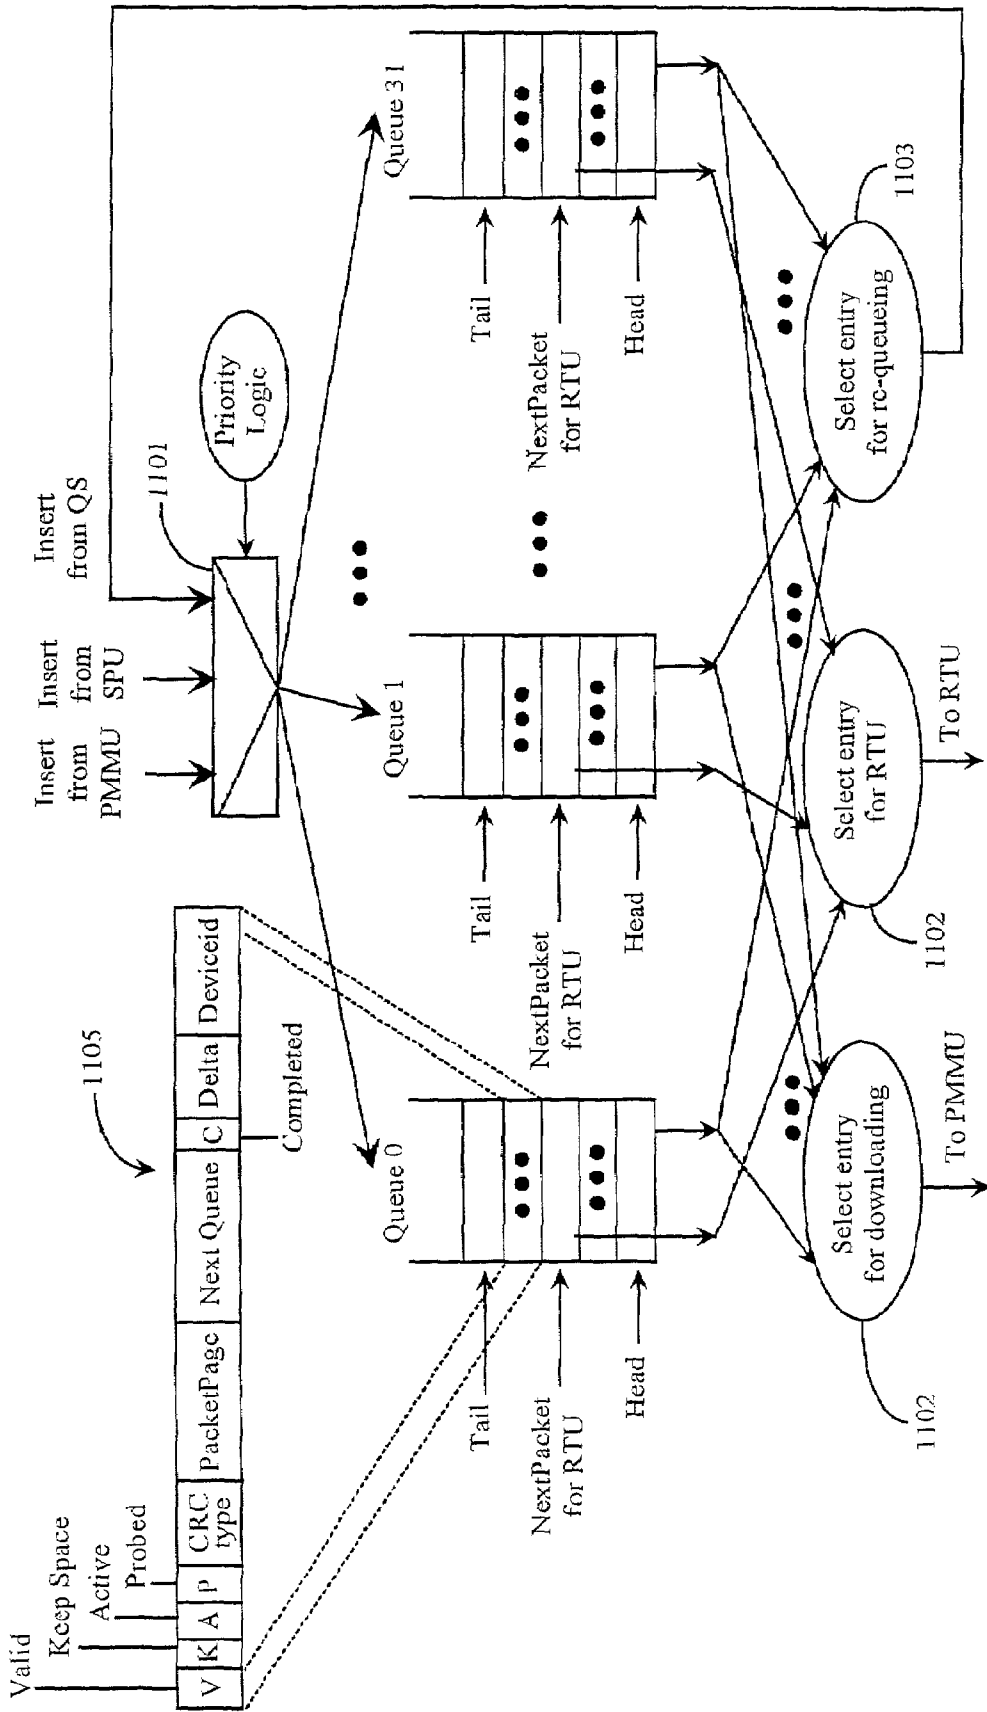 Valid
Keep Space
Active
Probed
V
K
A
P
CRC
type
PacketPage
Next Queue
C
Delta
Deviceid
Completed
1105
Insert
from
PMMU
Insert
from
SPU
Insert
from QS
1101
Priority
Logic
Queue 0
Queue 1
Queue 31
Tail
NextPacket
for RTU
Head
Tail
NextPacket
for RTU
Head
Tail
NextPacket
for RTU
Head
Select entry
for downloading
1102
To PMMU
Select entry
for RTU
1102
To RTU
Select entry
for re-queueing
1103